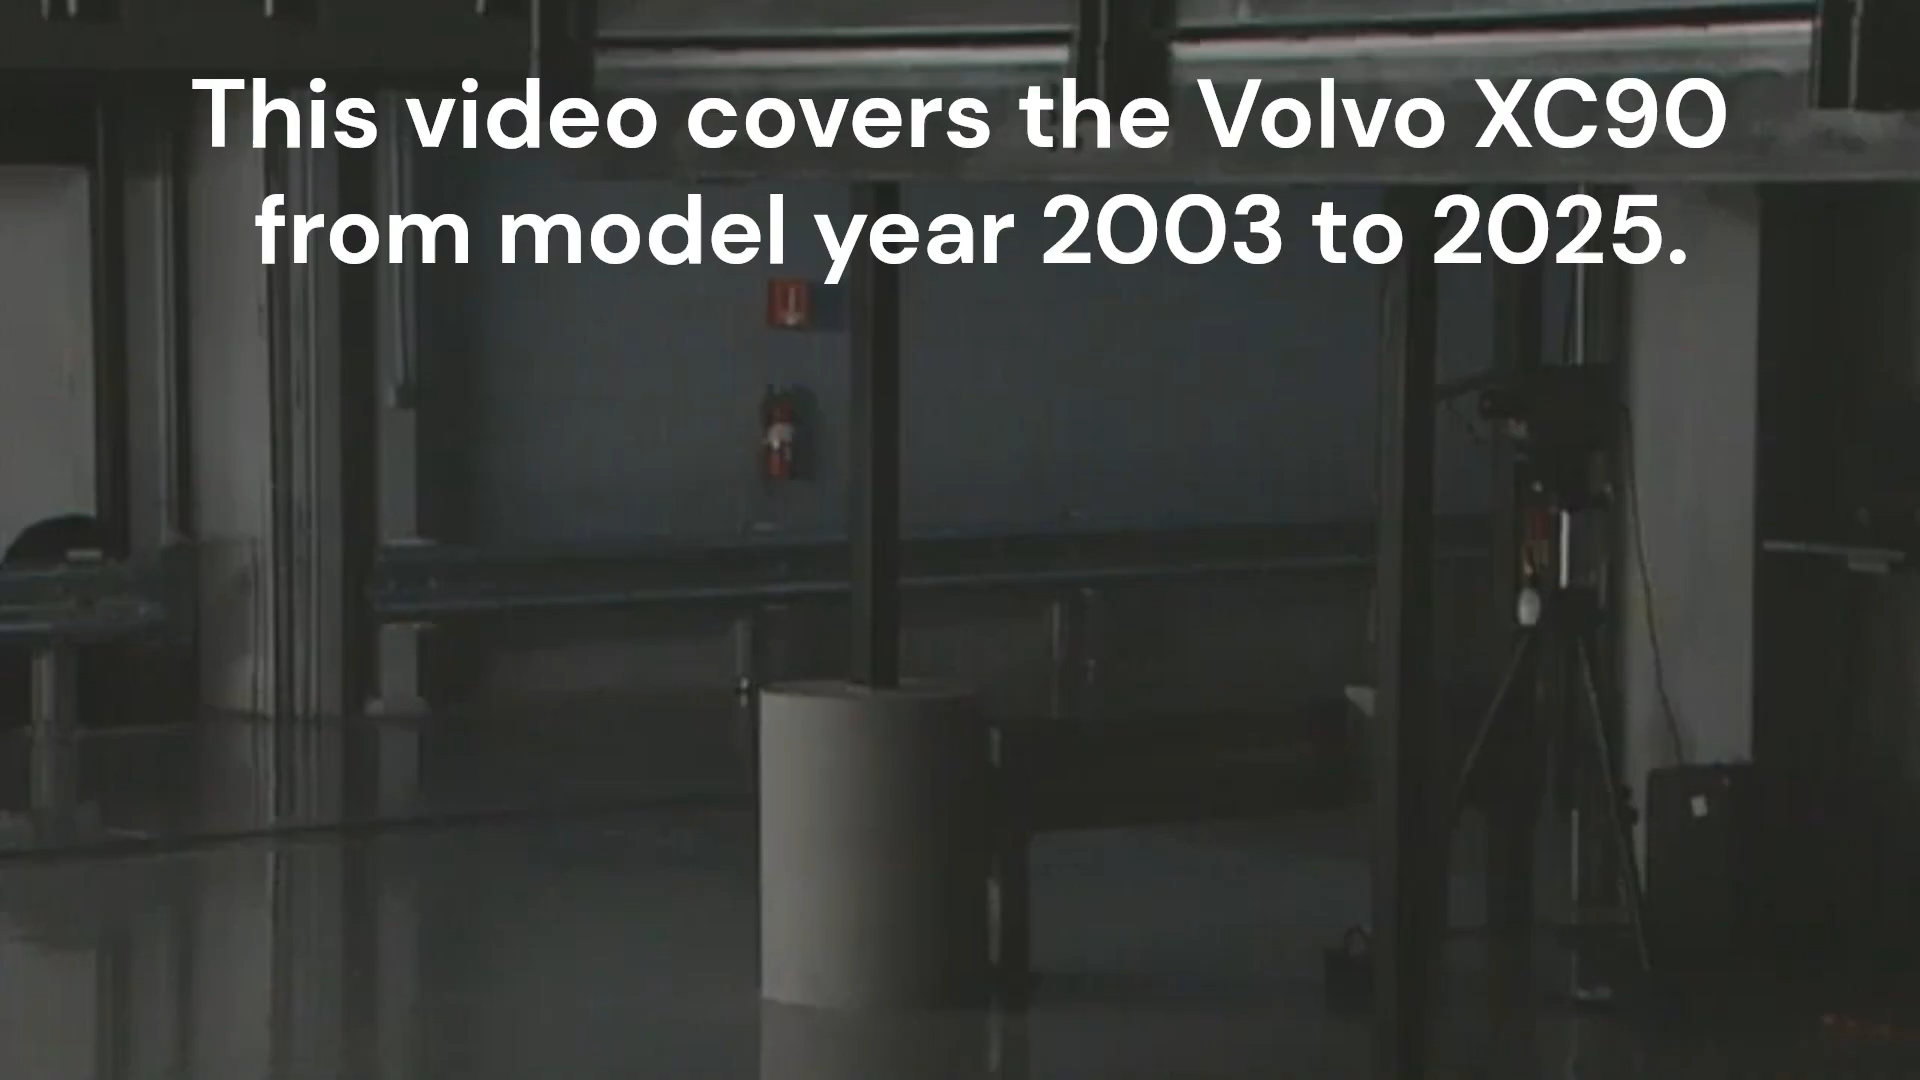 This video covers the Volvo XC90
from model year 2003 to 2025.